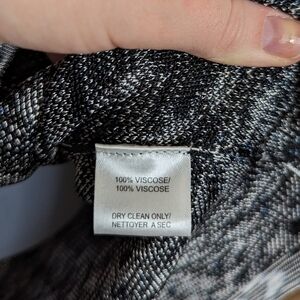 100% VISCOSE/
100% VISCOSE
DRY CLEAN ONLY/
NETTOYER A SEC